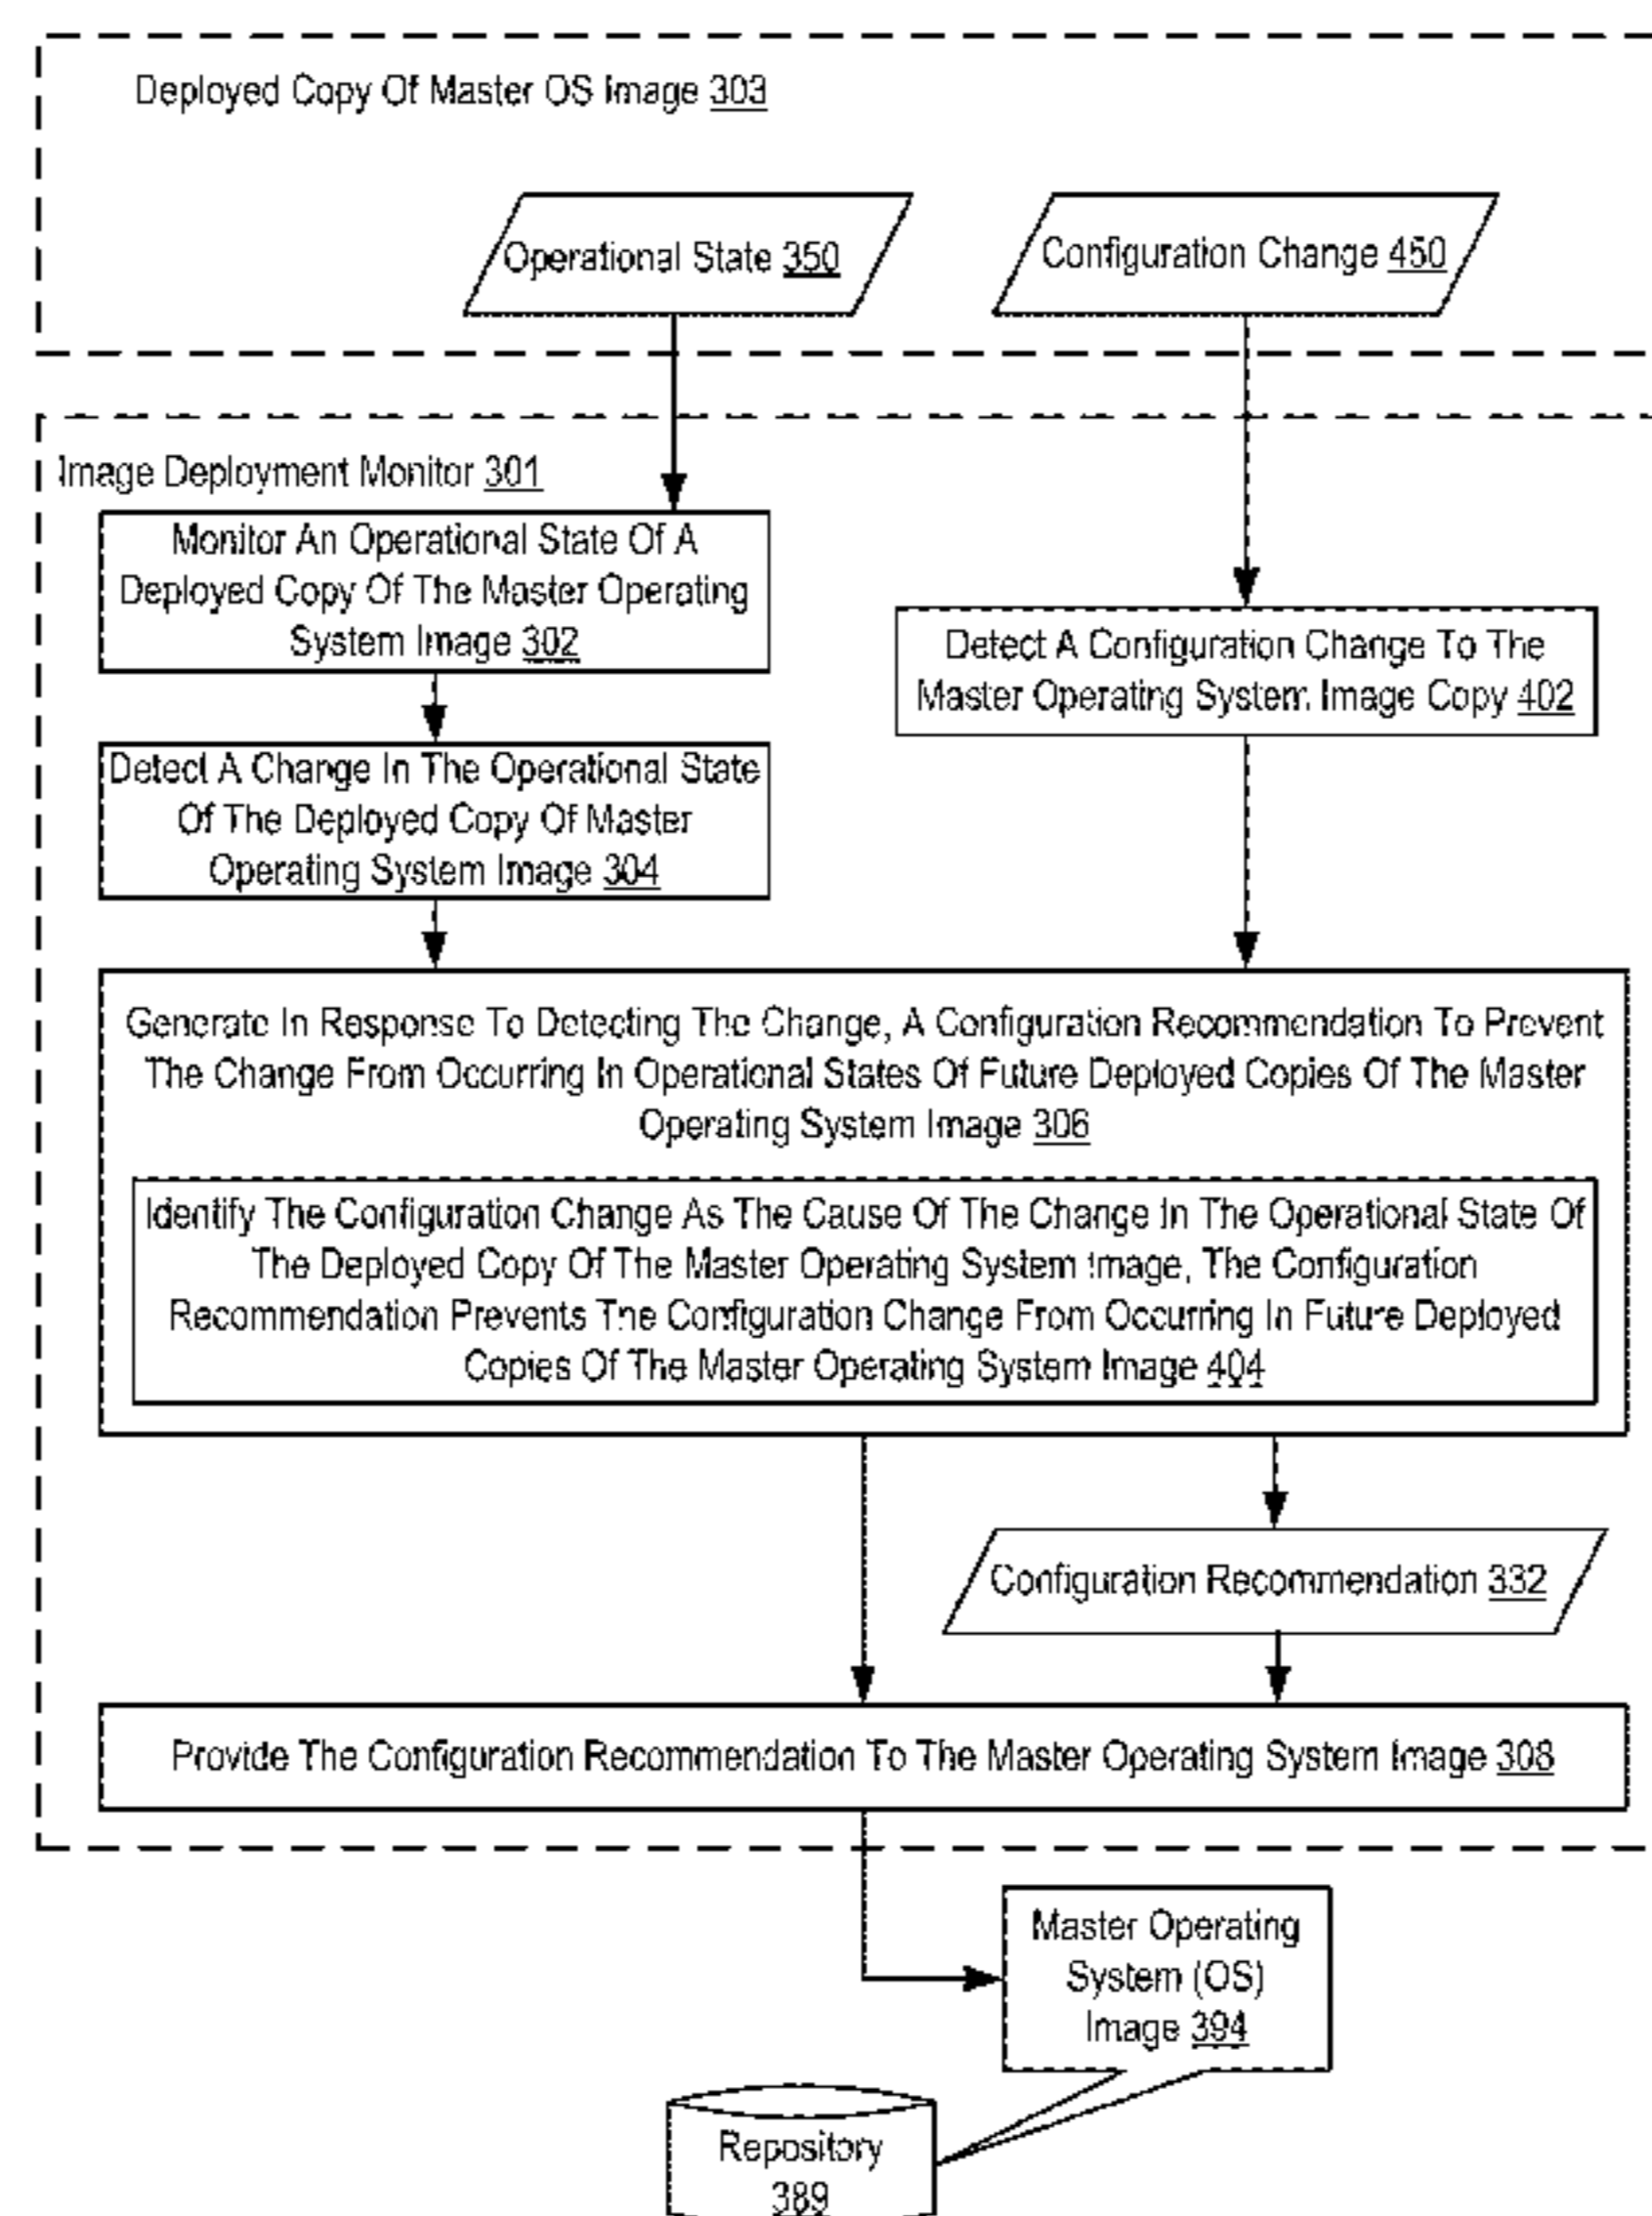 Deployed Copy Of Master OS Image 303
Operational State 350
Configuration Change 450
Image Deployment Monitor 301
Monitor An Operational State Of A
Deployed Copy Of The Master Operating
System Image 302
Detect A Configuration Change To The
Master Operating System Image Copy 402
Detect A Change In The Operational State
Of The Deployed Copy Of Master
Operating System Image 304
Generate In Response To Detecting The Change, A Configuration Recommendation To Prevent
The Change From Occurring In Operational States Of Future Deployed Copies Of The Master
Operating System Image 306
Identify The Configuration Change As The Cause Of The Change In The Operational State Of
The Deployed Copy Of The Master Operating System Image, The Configuration
Recommendation Prevents The Configuration Change From Occurring In Future Deployed
Copies Of The Master Operating System Image 404
Configuration Recommendation 332
Provide The Configuration Recommendation To The Master Operating System Image 308
Master Operating
System (OS)
Image 394
Repository
389